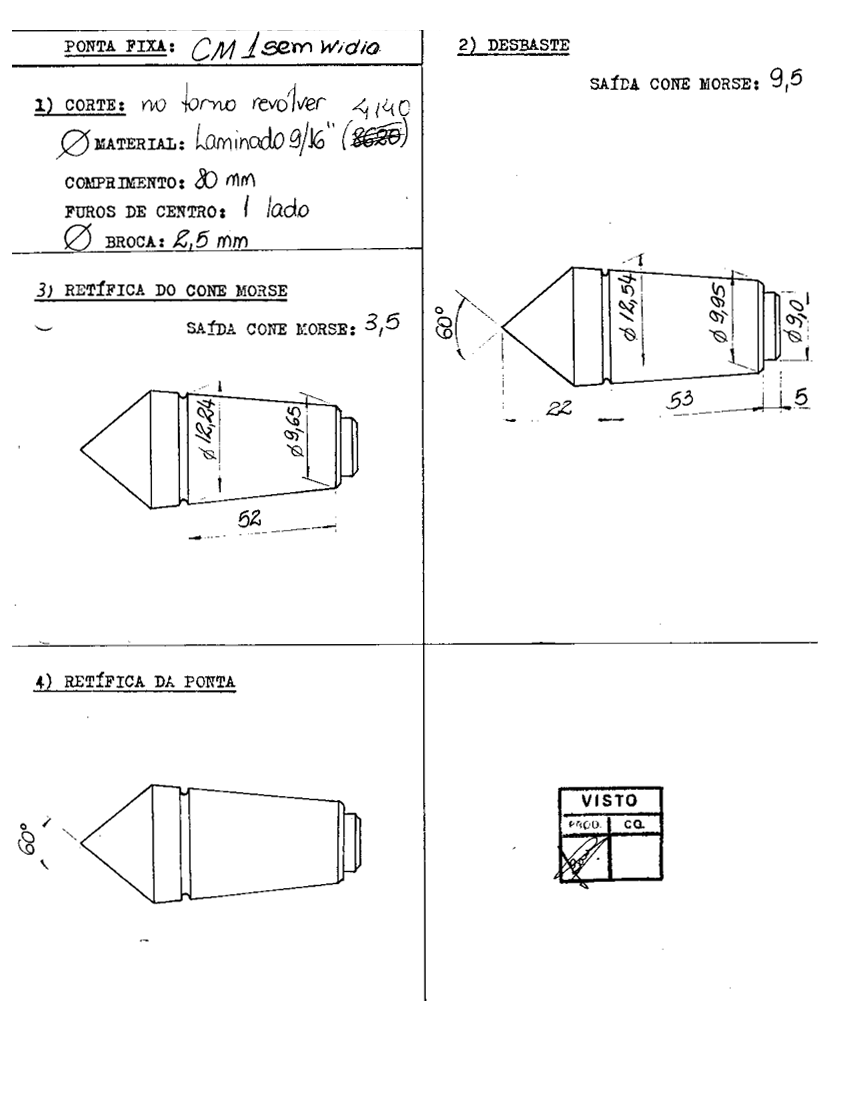 PONTA FIXA: CM 1 sem widia
1) CORTE: no torno revólver 4140
Ø MATERIAL: Laminado 9/16" (8620)
COMPRIMENTO: 80 mm
FUROS DE CENTRO: 1 lado
Ø BROCA: 2,5 mm
2) DESBASTE
SAÍDA CONE MORSE: 9,5
60°
ø 12,54
ø 9,95
ø 9,0
22
53
5
3) RETÍFICA DO CONE MORSE
SAÍDA CONE MORSE: 3,5
ø 12,24
ø 9,65
52
4) RETÍFICA DA PONTA
60°
VISTO
PROD. CQ.